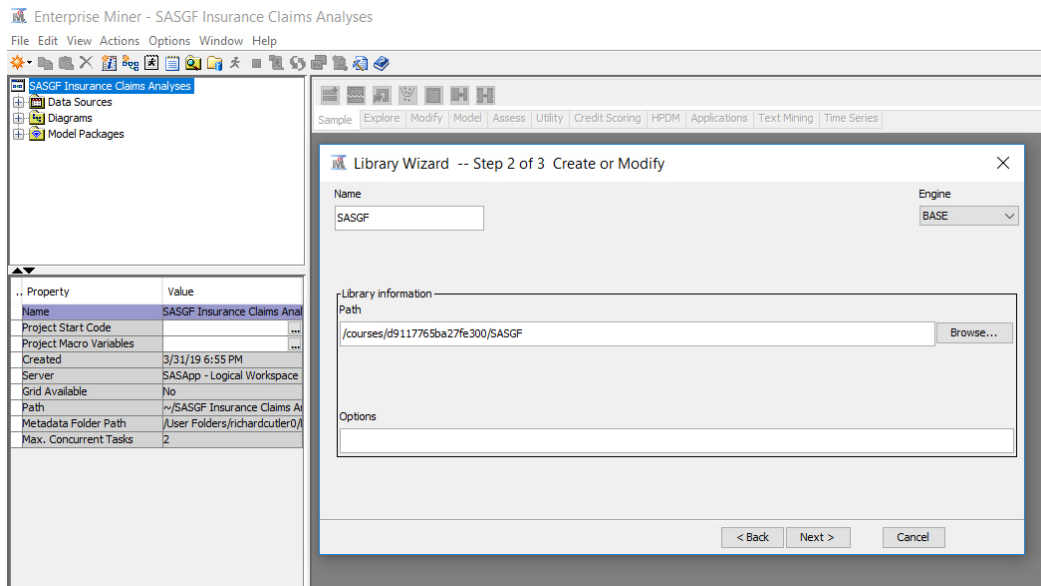 Enterprise Miner - SASGF Insurance Claims Analyses
File Edit View Actions Options Window Help
SASGF Insurance Claims Analyses
Data Sources
Diagrams
Model Packages
Sample Explore Modify Model Assess Utility Credit Scoring HPDM Applications Text Mining Time Series
Library Wizard -- Step 2 of 3 Create or Modify
Name Engine
SASGF BASE
Library information
Path
/courses/d9117765ba27fe300/SASGF Browse...
Options
< Back Next > Cancel
.. Property Value
Name SASGF Insurance Claims Anal
Project Start Code ...
Project Macro Variables ...
Created 3/31/19 6:55 PM
Server SASApp - Logical Workspace
Grid Available No
Path ~/SASGF Insurance Claims A
Metadata Folder Path /User Folders/richardcutler0/
Max. Concurrent Tasks 2